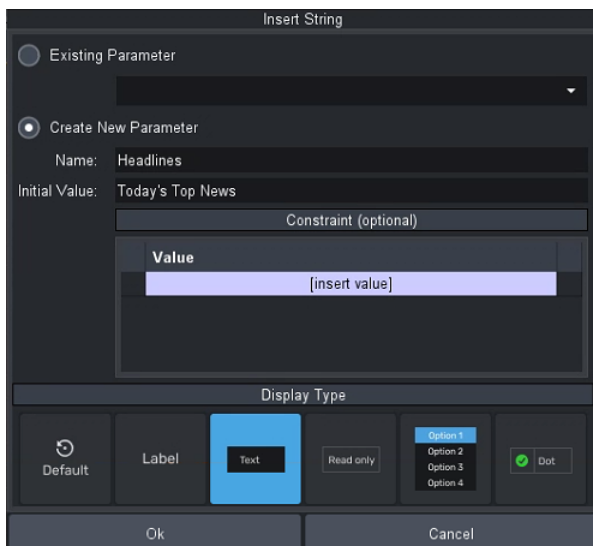 Insert String
Existing Parameter
Create New Parameter
Name: Headlines
Initial Value: Today's Top News
Constraint (optional)
Value
[insert value]
Display Type
Default
Label
Text
Read only
Option 1
Option 2
Option 3
Option 4
Dot
Ok
Cancel